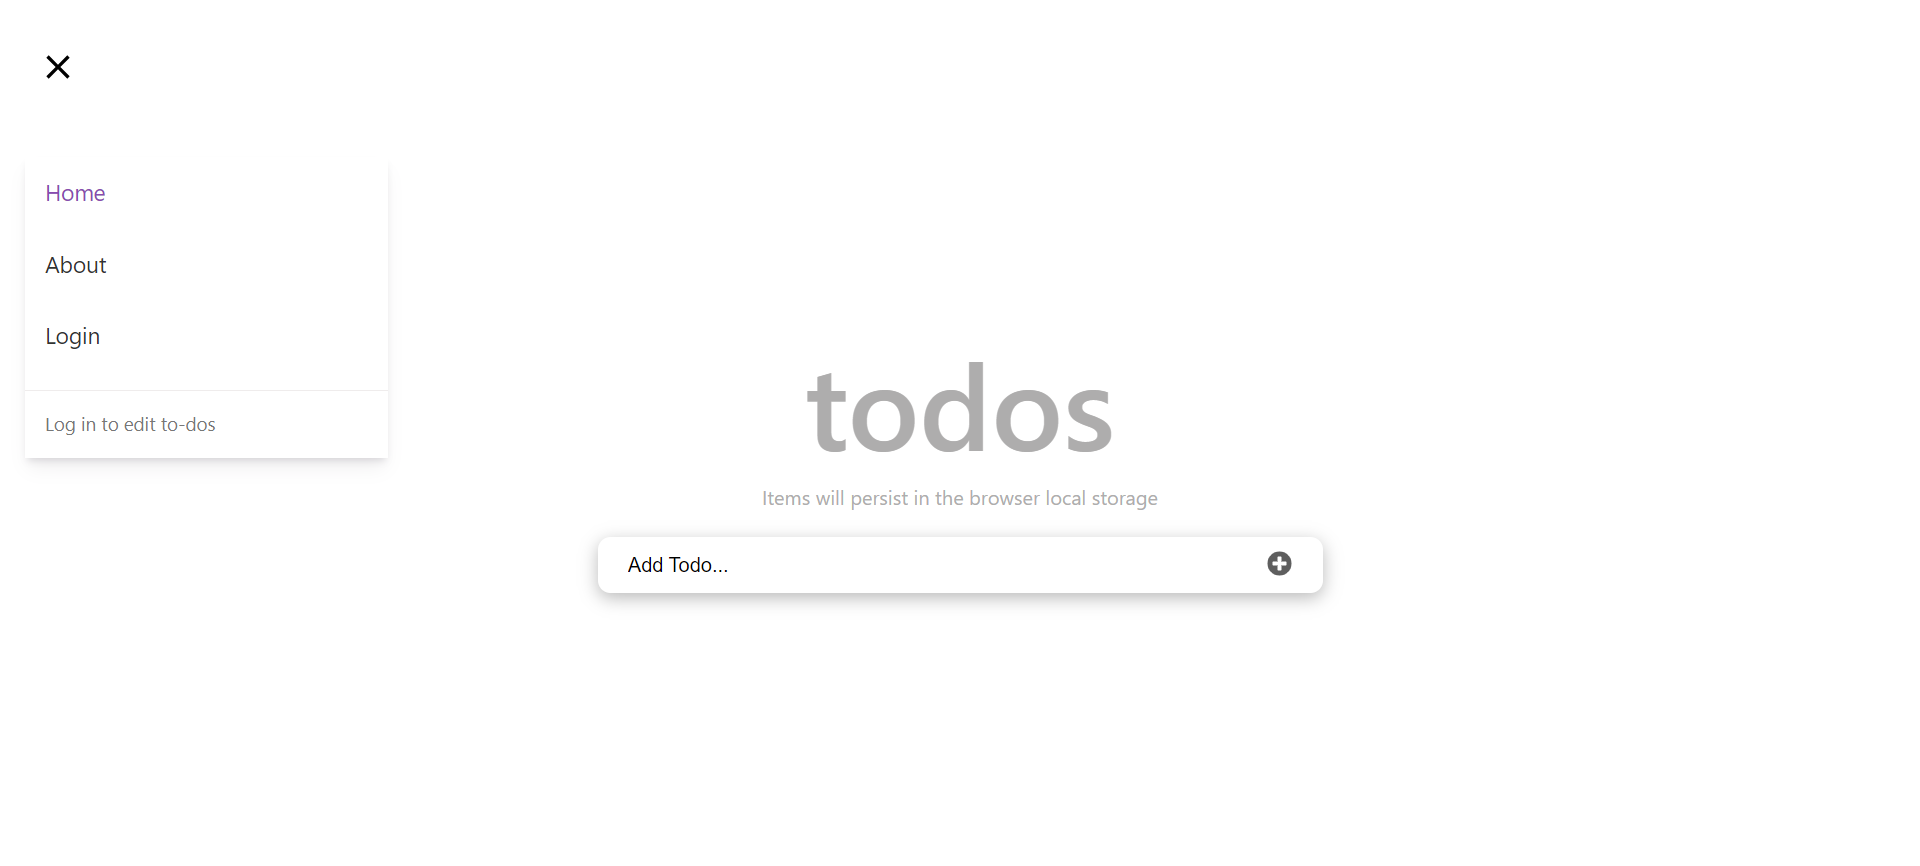 Home
About
Login
Log in to edit to-dos
todos
Items will persist in the browser local storage
Add Todo...